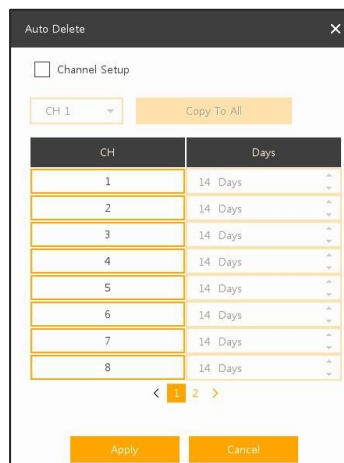 Auto Delete
Channel Setup
CH 1 Copy To All
CH Days
1 14 Days
2 14 Days
3 14 Days
4 14 Days
5 14 Days
6 14 Days
7 14 Days
8 14 Days
< 1 2 >
Apply Cancel